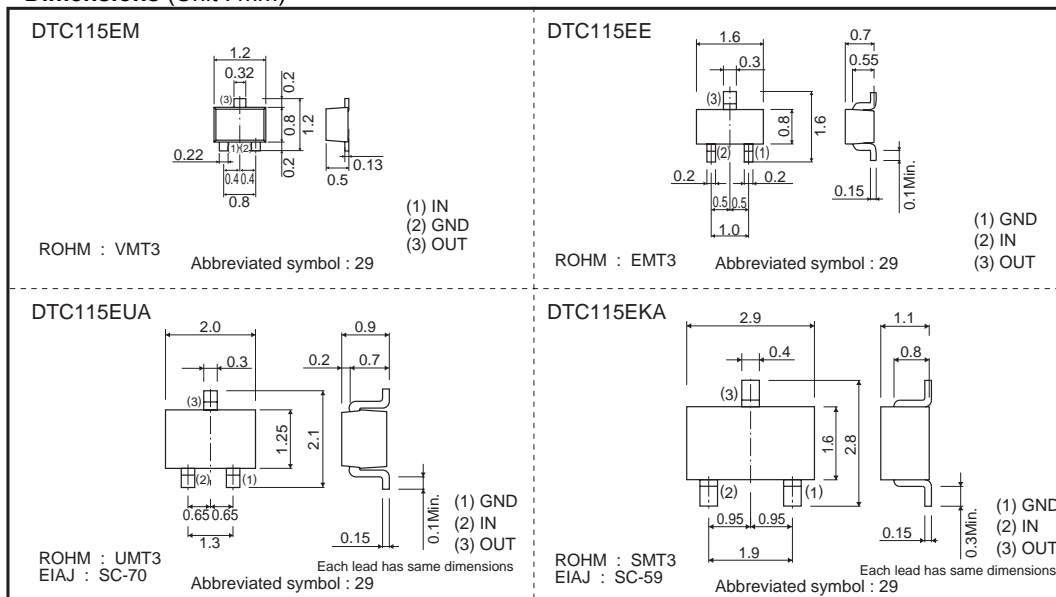 DTC115EM
1.2
0.32
0.2
(3)
0.8
1.2
(1)
(2)
0.22
0.2
0.4
0.4
0.8
0.13
0.5
(1) IN
(2) GND
(3) OUT
ROHM : VMT3
Abbreviated symbol : 29
DTC115EE
1.6
0.3
0.7
0.55
(3)
0.8
1.6
(2)
(1)
0.2
0.2
0.5
0.5
1.0
0.15
0.1Min.
(1) GND
(2) IN
(3) OUT
ROHM : EMT3
Abbreviated symbol : 29
DTC115EUA
2.0
0.3
0.9
0.2
0.7
(3)
1.25
2.1
(2)
(1)
0.65
0.65
1.3
0.15
0.1Min.
(1) GND
(2) IN
(3) OUT
Each lead has same dimensions
ROHM : UMT3
EIAJ : SC-70
Abbreviated symbol : 29
DTC115EKA
2.9
0.4
1.1
0.8
(3)
1.6
2.8
(2)
(1)
0.95
0.95
1.9
0.15
0.3Min.
(1) GND
(2) IN
(3) OUT
Each lead has same dimensions
ROHM : SMT3
EIAJ : SC-59
Abbreviated symbol : 29